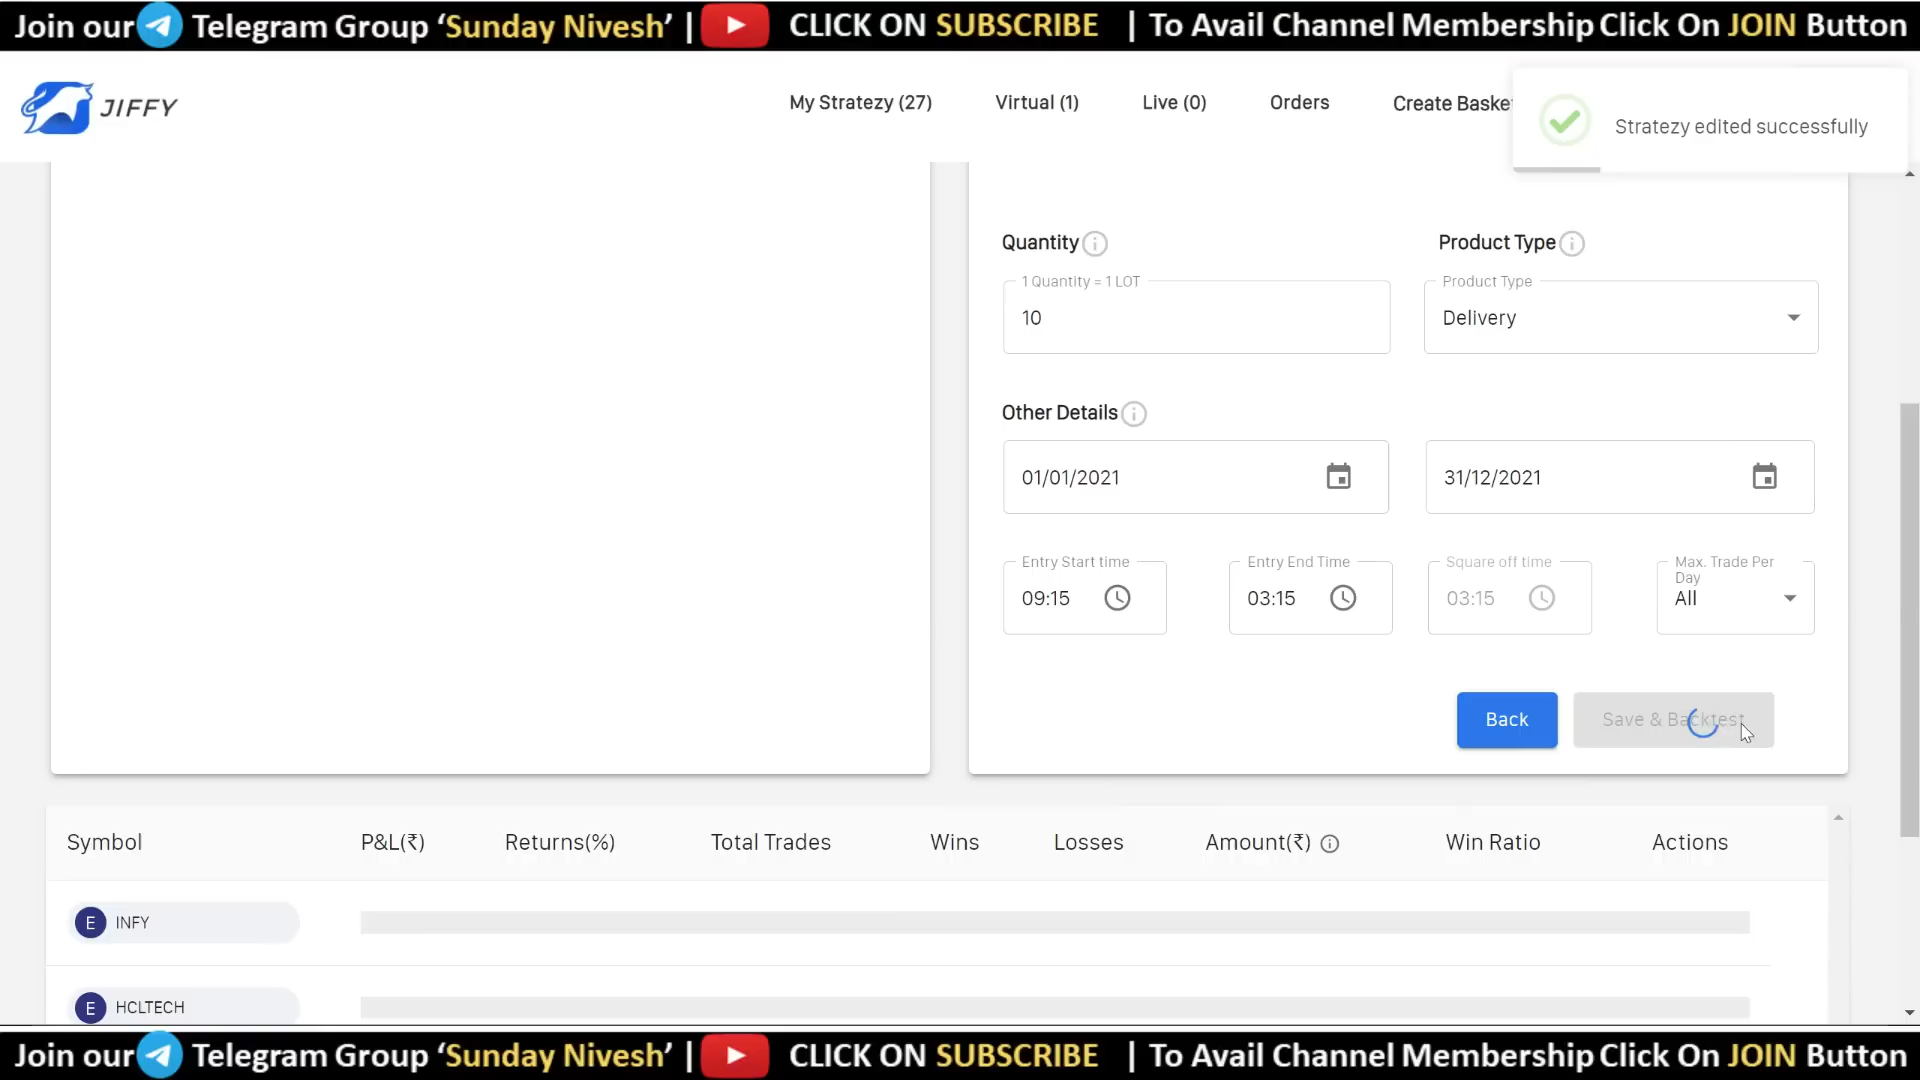 Join our Telegram Group ‘Sunday Nivesh’ | CLICK ON SUBSCRIBE | To Avail Channel Membership Click On JOIN Button
JIFFY My Stratezy (27) Virtual (1) Live (0) Orders Create Basket
Stratezy edited successfully
Quantity Product Type
1 Quantity = 1 LOT Product Type
10 Delivery
Other Details
01/01/2021 31/12/2021
Entry Start time Entry End Time Square off time Max. Trade Per Day
09:15 03:15 03:15 All
Back Save & Backtest
Symbol P&L(₹) Returns(%) Total Trades Wins Losses Amount(₹) Win Ratio Actions
E INFY
E HCLTECH
Join our Telegram Group ‘Sunday Nivesh’ | CLICK ON SUBSCRIBE | To Avail Channel Membership Click On JOIN Button